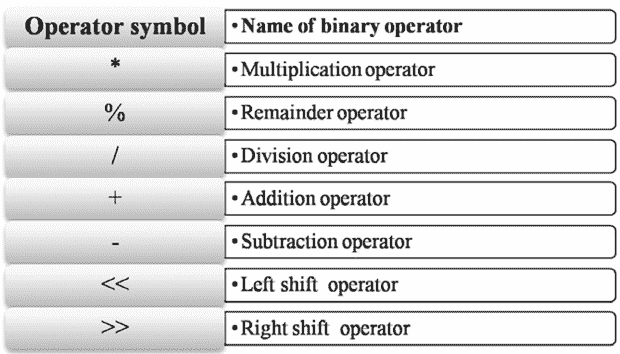 Operator symbol • Name of binary operator
* • Multiplication operator
% • Remainder operator
/ • Division operator
+ • Addition operator
- • Subtraction operator
<< • Left shift operator
>> • Right shift operator